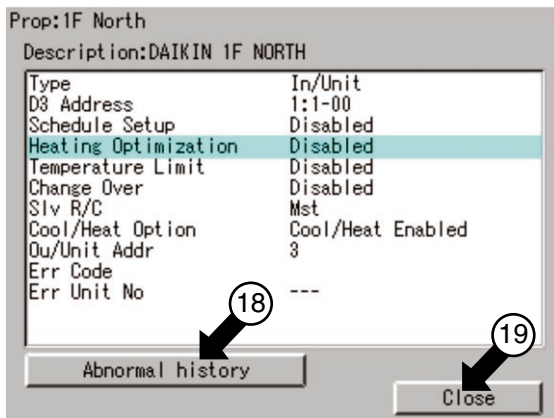 Prop:1F North
Description:DAIKIN 1F NORTH
Type In/Unit
D3 Address 1:1-00
Schedule Setup Disabled
Heating Optimization Disabled
Temperature Limit Disabled
Change Over Disabled
Slv R/C Mst
Cool/Heat Option Cool/Heat Enabled
Ou/Unit Addr 3
Err Code
Err Unit No ---
18
19
Abnormal history
Close